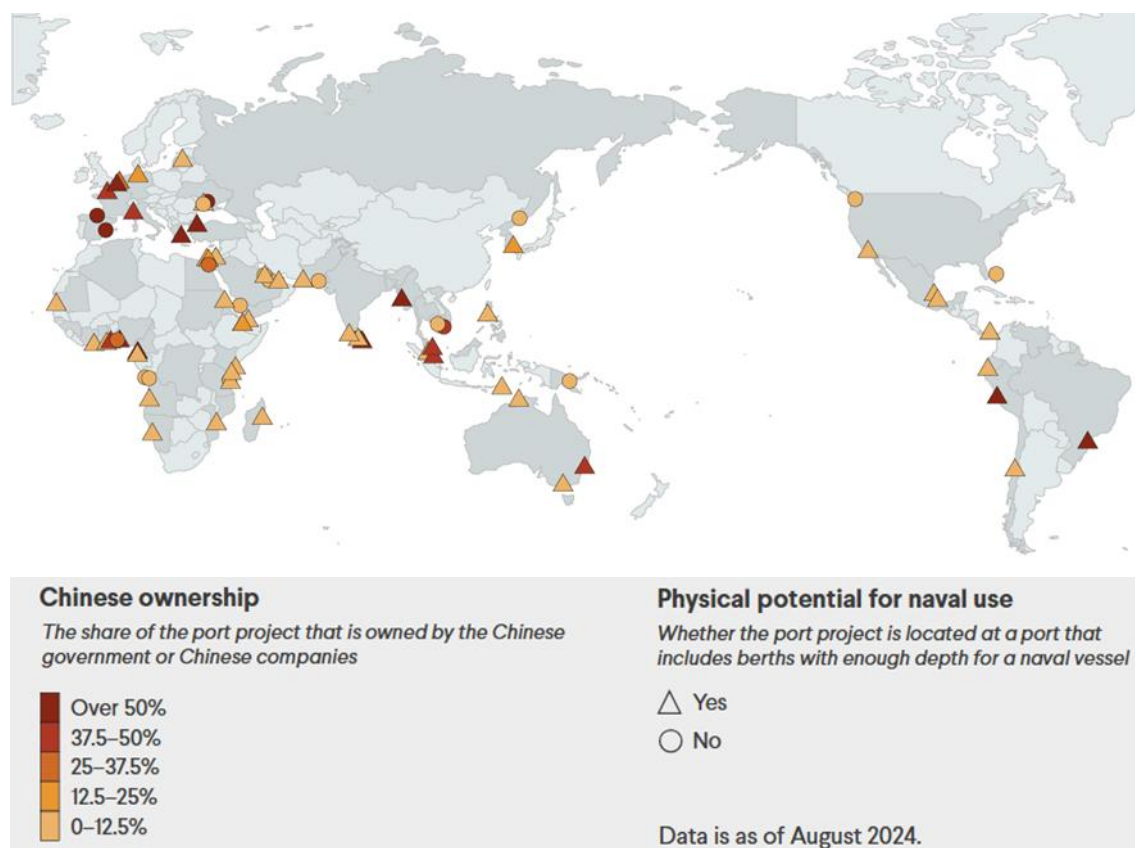 Chinese ownership
The share of the port project that is owned by the Chinese
government or Chinese companies
Over 50%
37.5–50%
25–37.5%
12.5–25%
0–12.5%
Physical potential for naval use
Whether the port project is located at a port that
includes berths with enough depth for a naval vessel
Yes
No
Data is as of August 2024.